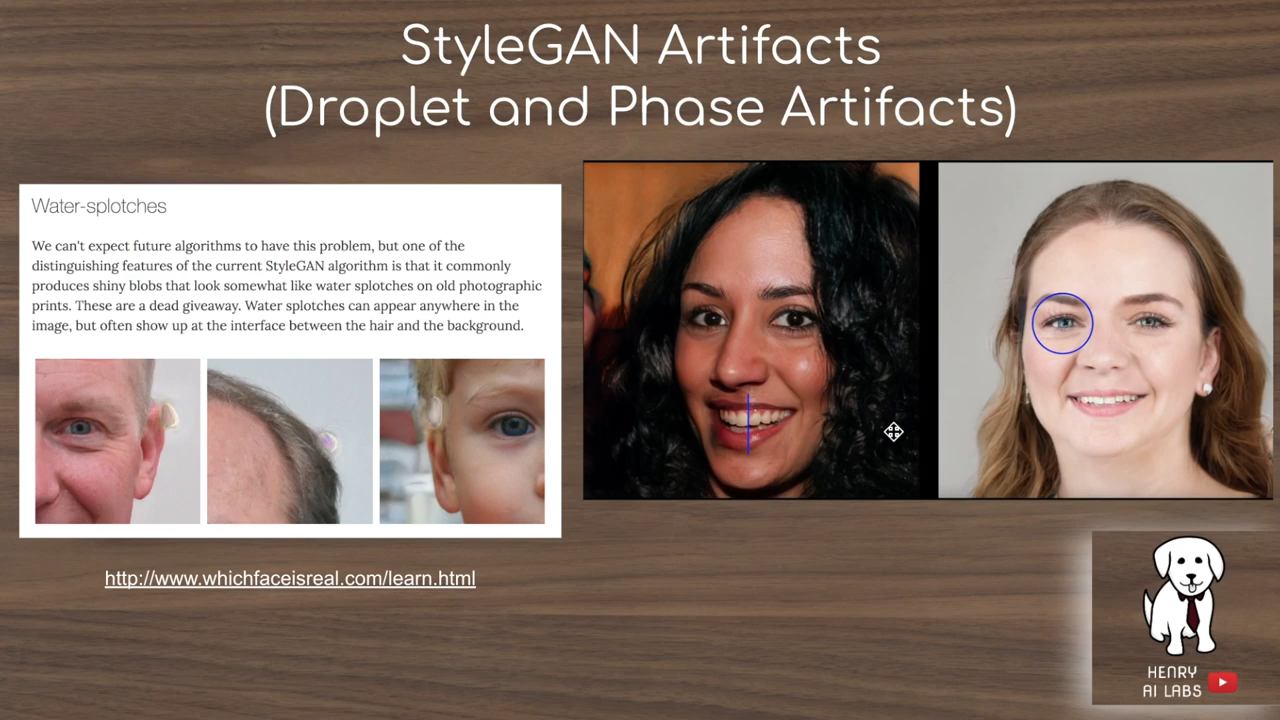 StyleGAN Artifacts
(Droplet and Phase Artifacts)
Water-splotches
We can't expect future algorithms to have this problem, but one of the
distinguishing features of the current StyleGAN algorithm is that it commonly
produces shiny blobs that look somewhat like water splotches on old photographic
prints. These are a dead giveaway. Water splotches can appear anywhere in the
image, but often show up at the interface between the hair and the background.
http://www.whichfaceisreal.com/learn.html
HENRY
AI LABS